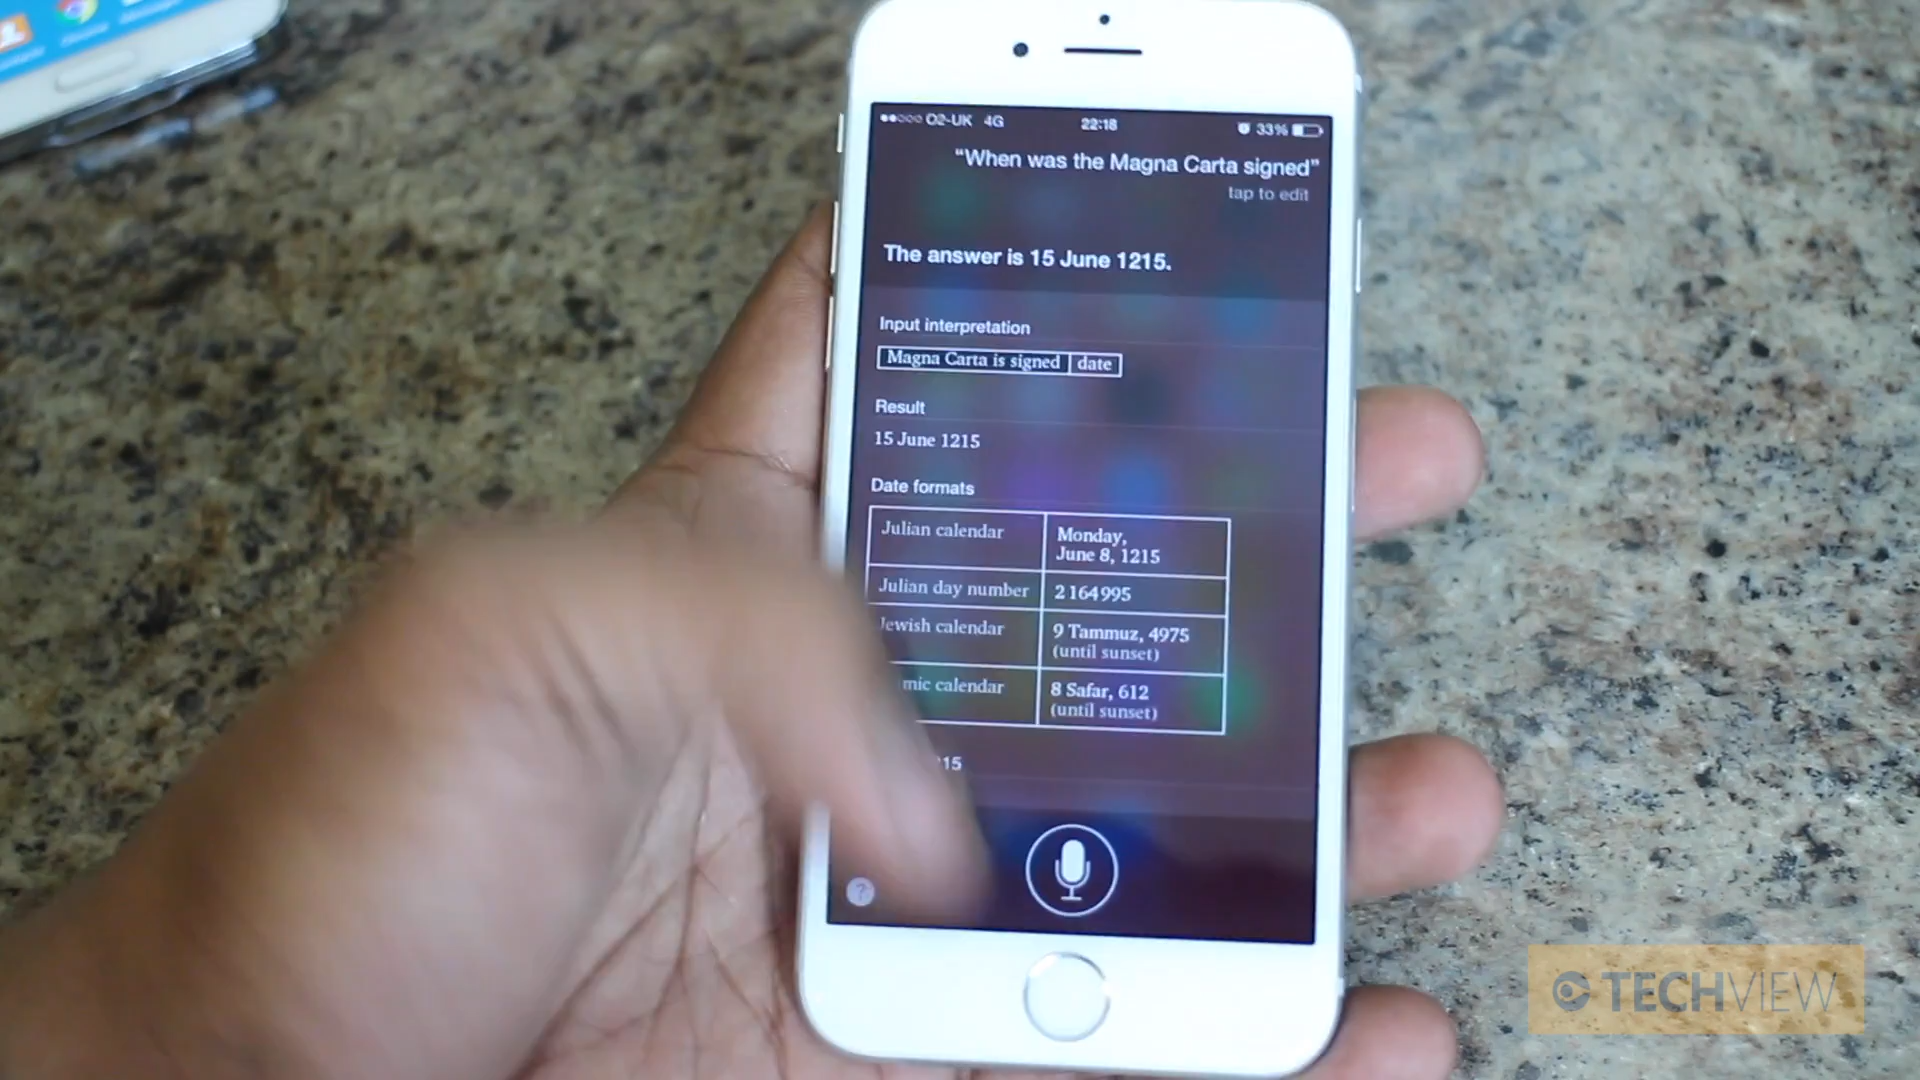 O2-UK 4G 22:18 33%
“When was the Magna Carta signed”
tap to edit
The answer is 15 June 1215.
Input interpretation
Magna Carta is signed date
Result
15 June 1215
Date formats
Julian calendar Monday,
June 8, 1215
Julian day number 2164995
Jewish calendar 9 Tammuz, 4975
(until sunset)
mic calendar 8 Safar, 612
(until sunset)
15
?
TECHVIEW